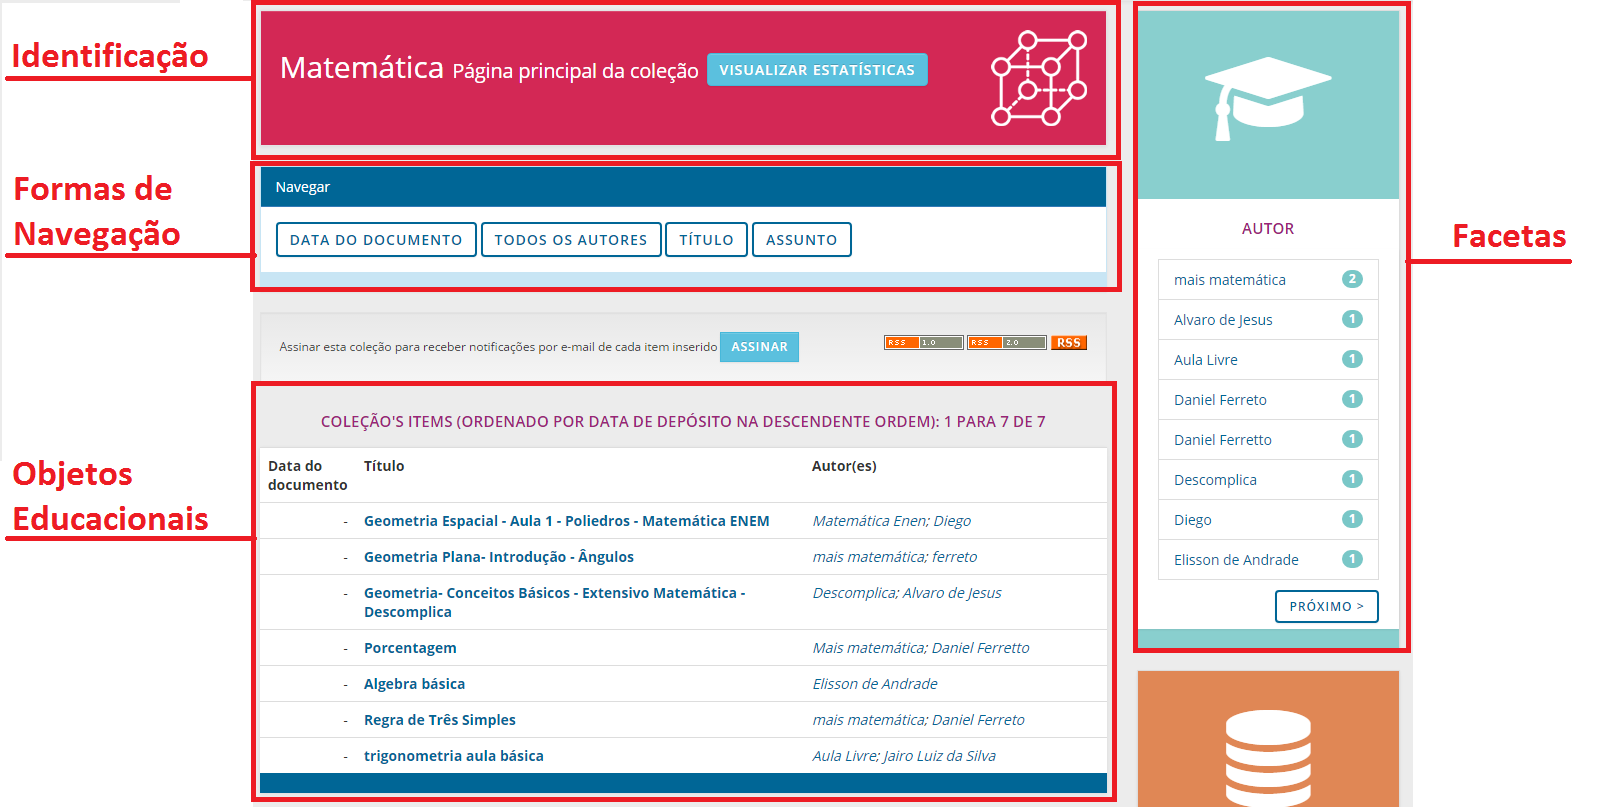 Identificação
Matemática Página principal da coleção VISUALIZAR ESTATÍSTICAS
Formas de
Navegação
Navegar
DATA DO DOCUMENTO TODOS OS AUTORES TÍTULO ASSUNTO
Assinar esta coleção para receber notificações por e-mail de cada item inserido ASSINAR
RSS 1.0 RSS 2.0 RSS
Objetos
Educacionais
COLEÇÃO'S ITEMS (ORDENADO POR DATA DE DEPÓSITO NA DESCENDENTE ORDEM): 1 PARA 7 DE 7
Data do
documento
Título
Autor(es)
- Geometria Espacial - Aula 1 - Poliedros - Matemática ENEM Matemática Enen; Diego
- Geometria Plana- Introdução - Ângulos mais matemática; ferreto
- Geometria- Conceitos Básicos - Extensivo Matemática - Descomplica; Alvaro de Jesus
Descomplica
- Porcentagem Mais matemática; Daniel Ferretto
- Algebra básica Elisson de Andrade
- Regra de Três Simples mais matemática; Daniel Ferreto
- trigonometria aula básica Aula Livre; Jairo Luiz da Silva
Facetas
AUTOR
mais matemática 2
Alvaro de Jesus 1
Aula Livre 1
Daniel Ferreto 1
Daniel Ferretto 1
Descomplica 1
Diego 1
Elisson de Andrade 1
PRÓXIMO >